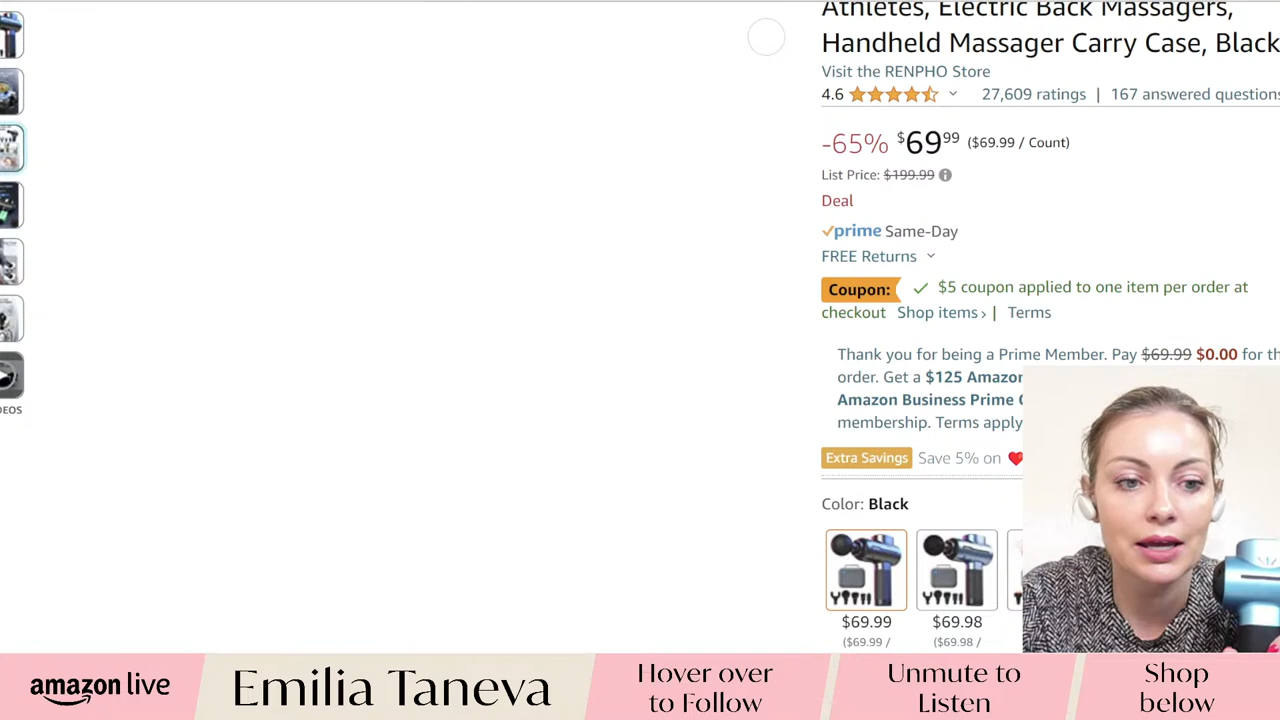 Athletes, Electric Back Massagers,
Handheld Massager Carry Case, Black
Visit the RENPHO Store
4.6 27,609 ratings | 167 answered questions
-65% $69.99 ($69.99 / Count)
List Price: $199.99
Deal
prime Same-Day
FREE Returns
Coupon: $5 coupon applied to one item per order at
checkout Shop items › | Terms
Thank you for being a Prime Member. Pay $69.99 $0.00 for th
order. Get a $125 Amazon
Amazon Business Prime
membership. Terms apply
Extra Savings Save 5% on
Color: Black
$69.99 $69.98
($69.99 / ($69.98 /
DEOS
amazon live
Emilia Taneva
Hover over
to Follow
Unmute to
Listen
Shop
below